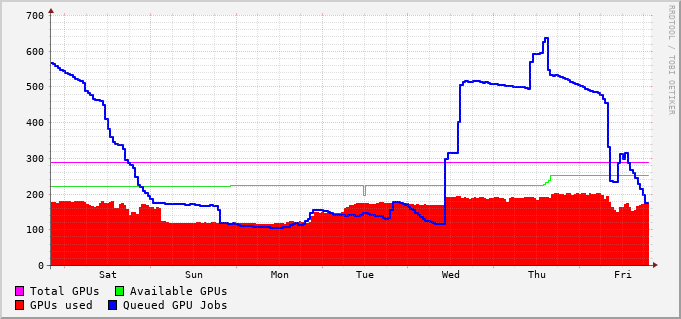 700
600
500
400
300
200
100
0
Sat Sun Mon Tue Wed Thu Fri
Total GPUs Available GPUs
GPUs used Queued GPU Jobs
RRDTOOL / TOBI OETIKER